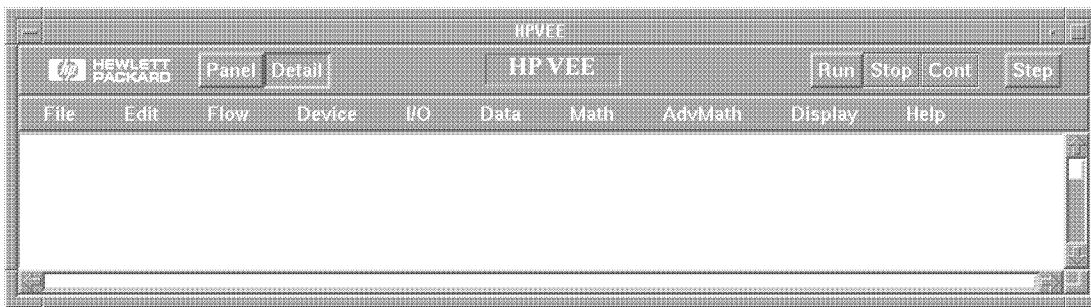 HPVEE
hp HEWLETT PACKARD Panel Detail HP VEE Run Stop Cont Step
File Edit Flow Device I/O Data Math AdvMath Display Help